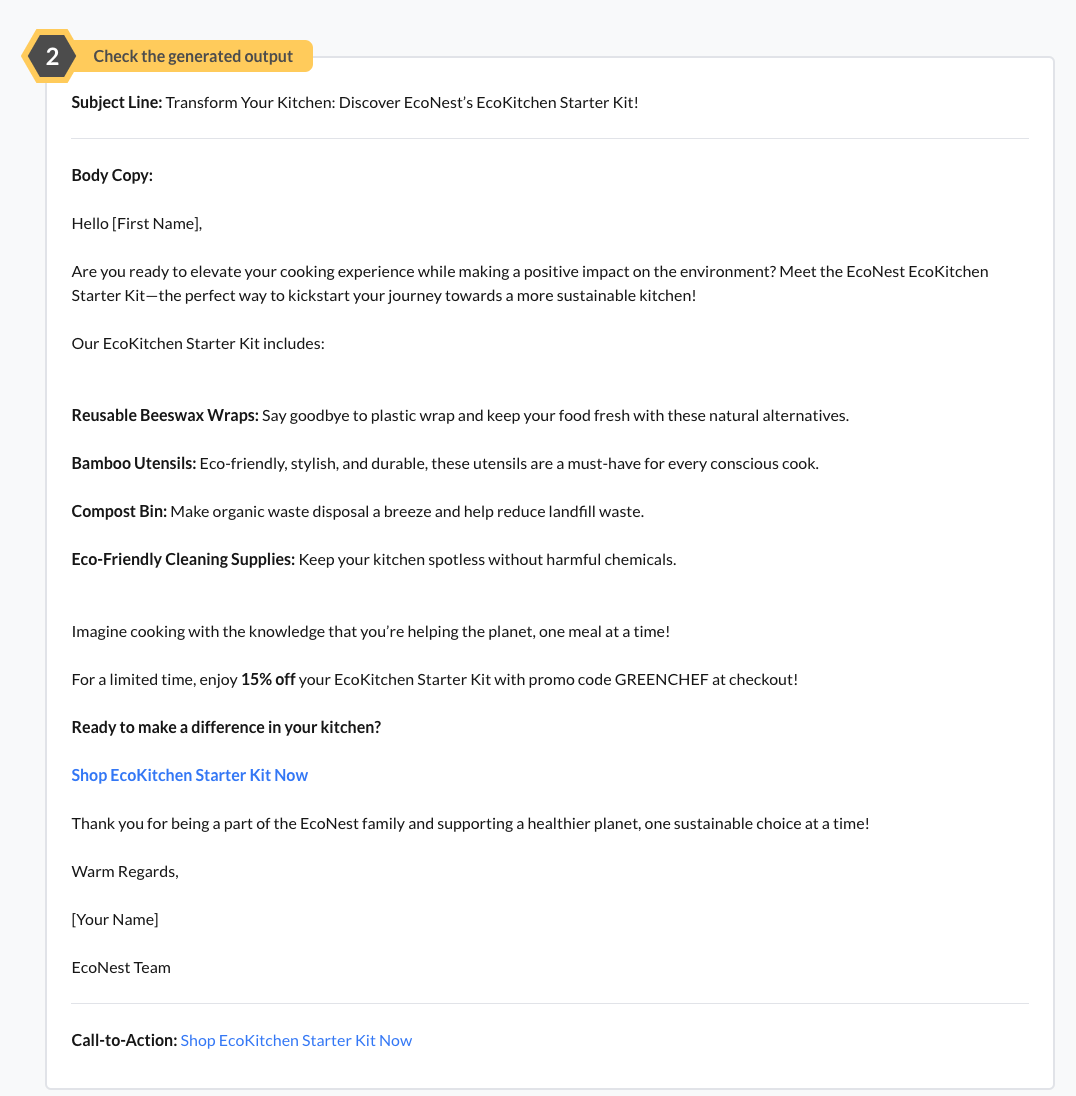 2
Check the generated output
Subject Line: Transform Your Kitchen: Discover EcoNest’s EcoKitchen Starter Kit!
Body Copy:
Hello [First Name],
Are you ready to elevate your cooking experience while making a positive impact on the environment? Meet the EcoNest EcoKitchen
Starter Kit—the perfect way to kickstart your journey towards a more sustainable kitchen!
Our EcoKitchen Starter Kit includes:
Reusable Beeswax Wraps: Say goodbye to plastic wrap and keep your food fresh with these natural alternatives.
Bamboo Utensils: Eco-friendly, stylish, and durable, these utensils are a must-have for every conscious cook.
Compost Bin: Make organic waste disposal a breeze and help reduce landfill waste.
Eco-Friendly Cleaning Supplies: Keep your kitchen spotless without harmful chemicals.
Imagine cooking with the knowledge that you’re helping the planet, one meal at a time!
For a limited time, enjoy 15% off your EcoKitchen Starter Kit with promo code GREENCHEF at checkout!
Ready to make a difference in your kitchen?
Shop EcoKitchen Starter Kit Now
Thank you for being a part of the EcoNest family and supporting a healthier planet, one sustainable choice at a time!
Warm Regards,
[Your Name]
EcoNest Team
Call-to-Action: Shop EcoKitchen Starter Kit Now